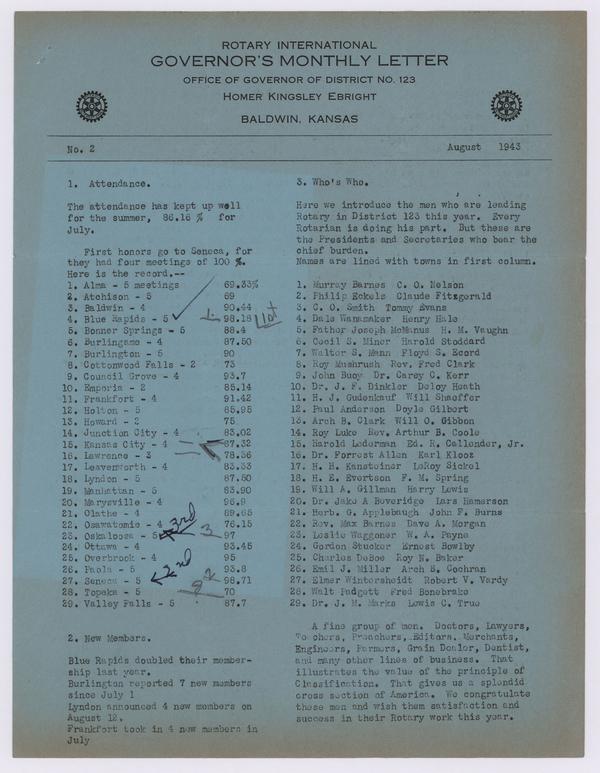 ROTARY INTERNATIONAL
GOVERNOR'S MONTHLY LETTER
OFFICE OF GOVERNOR OF DISTRICT NO. 123
HOMER KINGSLEY EBRIGHT
BALDWIN, KANSAS
No. 2
August 1943
1. Attendance.
The attendance has kept up well
for the summer, 86.16 % for
July.
First honors go to Seneca, for
they had four meetings of 100 %.
Here is the record.--
1. Alma - 5 meetings 69.33%
2. Atchison - 5 69
3. Baldwin - 4 90.44
4. Blue Rapids - 5 98.18
1. 1st
5. Bonner Springs - 5 88.4
6. Burlingame - 4 87.50
7. Burlington - 5 90
8. Cottonwood Falls - 2 73
9. Council Grove - 4 93.7
10. Emporia - 2 85.14
11. Frankfort - 4 91.42
12. Holton - 5 85.95
13. Howard - 2 75
14. Junction City - 4 83.02
15. Kansas City - 4 87.32
16. Lawrence - 3 78.56
17. Leavenworth - 4 83.33
18. Lyndon - 5 87.50
19. Manhattan - 5 83.90
20. Marysville - 4 96.9
21. Olathe - 4 89.65
22. Osawatomie - 4 76.15
3rd
23. Oskaloosa - 5 97
3
24. Ottawa - 4 93.45
25. Overbrook - 4 95
26. Paola - 5 93.8
2nd
27. Seneca - 5 98.71
2
28. Topeka - 5 70
29. Valley Falls - 5 87.7
2. New Members.
Blue Rapids doubled their member-
ship last year.
Burlington reported 7 new members
since July 1
Lyndon announced 4 new members on
August 12.
Frankfort took in 4 new members in
July
3. Who's Who.
Here we introduce the men who are leading
Rotary in District 123 this year. Every
Rotarian is doing his part. But these are
the Presidents and Secretaries who bear the
chief burden.
Names are lined with towns in first column.
1. Murray Barnes C. O. Nelson
2. Philip Eckels Claude Fitzgerald
3. C. O. Smith Tommy Evans
4. Dale Wanamaker Henry Hale
5. Father Joseph McManus H. M. Vaughn
6. Cecil S. Miner Harold Stoddard
7. Walter S. Mann Floyd S. Ecord
8. Roy Mushrush Rev. Fred Clark
9. John Bucy Dr. Carey C. Kerr
10. Dr. J. F. Dinkler Deloy Heath
11. H. J. Gudenkauf Will Shaeffer
12. Paul Anderson Doyle Gilbert
13. Arch B. Clark Will O. Gibbon
14. Roy Luke Rev. Arthur B. Coole
15. Harold Lederman Ed. R. Callender, Jr.
16. Dr. Forrest Allen Karl Klooz
17. H. H. Kansteiner LeRoy Sickel
18. H. E. Evertson F. M. Spring
19. Will A. Gillman Harry Lewis
20. Dr. Jake A Beveridge Lars Hamerson
21. Herb. G. Applebaugh John F. Burns
22. Rev. Max Barnes Dave A. Morgan
23. Leslie Waggoner W. A. Payne
24. Gordon Stucker Ernest Bowlby
25. Charles DeBoe Roy N. Baker
26. Emil J. Miller Arch B. Cochran
27. Elmer Wintersheidt Robert V. Vardy
28. Walt Padgett Fred Bonebrake
29. Dr. J. M. Marks Lewis C. True
A fine group of men. Doctors, Lawyers,
Teachers, Preachers, Editors, Merchants,
Engineers, Farmers, Grain Dealer, Dentist,
and many other lines of business. That
illustrates the value of the principle of
Classification. That gives us a splendid
cross section of America. We congratulate
these men and wish them satisfaction and
success in their Rotary work this year.